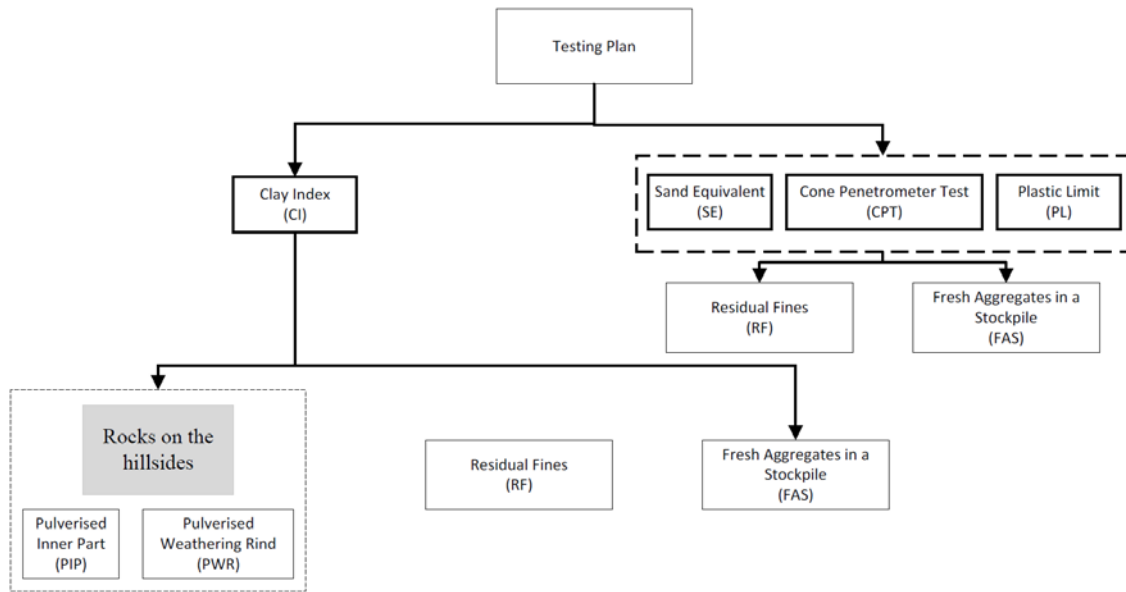 Testing Plan
Clay Index
(CI)
Sand Equivalent
(SE)
Cone Penetrometer Test
(CPT)
Plastic Limit
(PL)
Residual Fines
(RF)
Fresh Aggregates in a
Stockpile
(FAS)
Rocks on the
hillsides
Pulverised
Inner Part
(PIP)
Pulverised
Weathering Rind
(PWR)
Residual Fines
(RF)
Fresh Aggregates in a
Stockpile
(FAS)